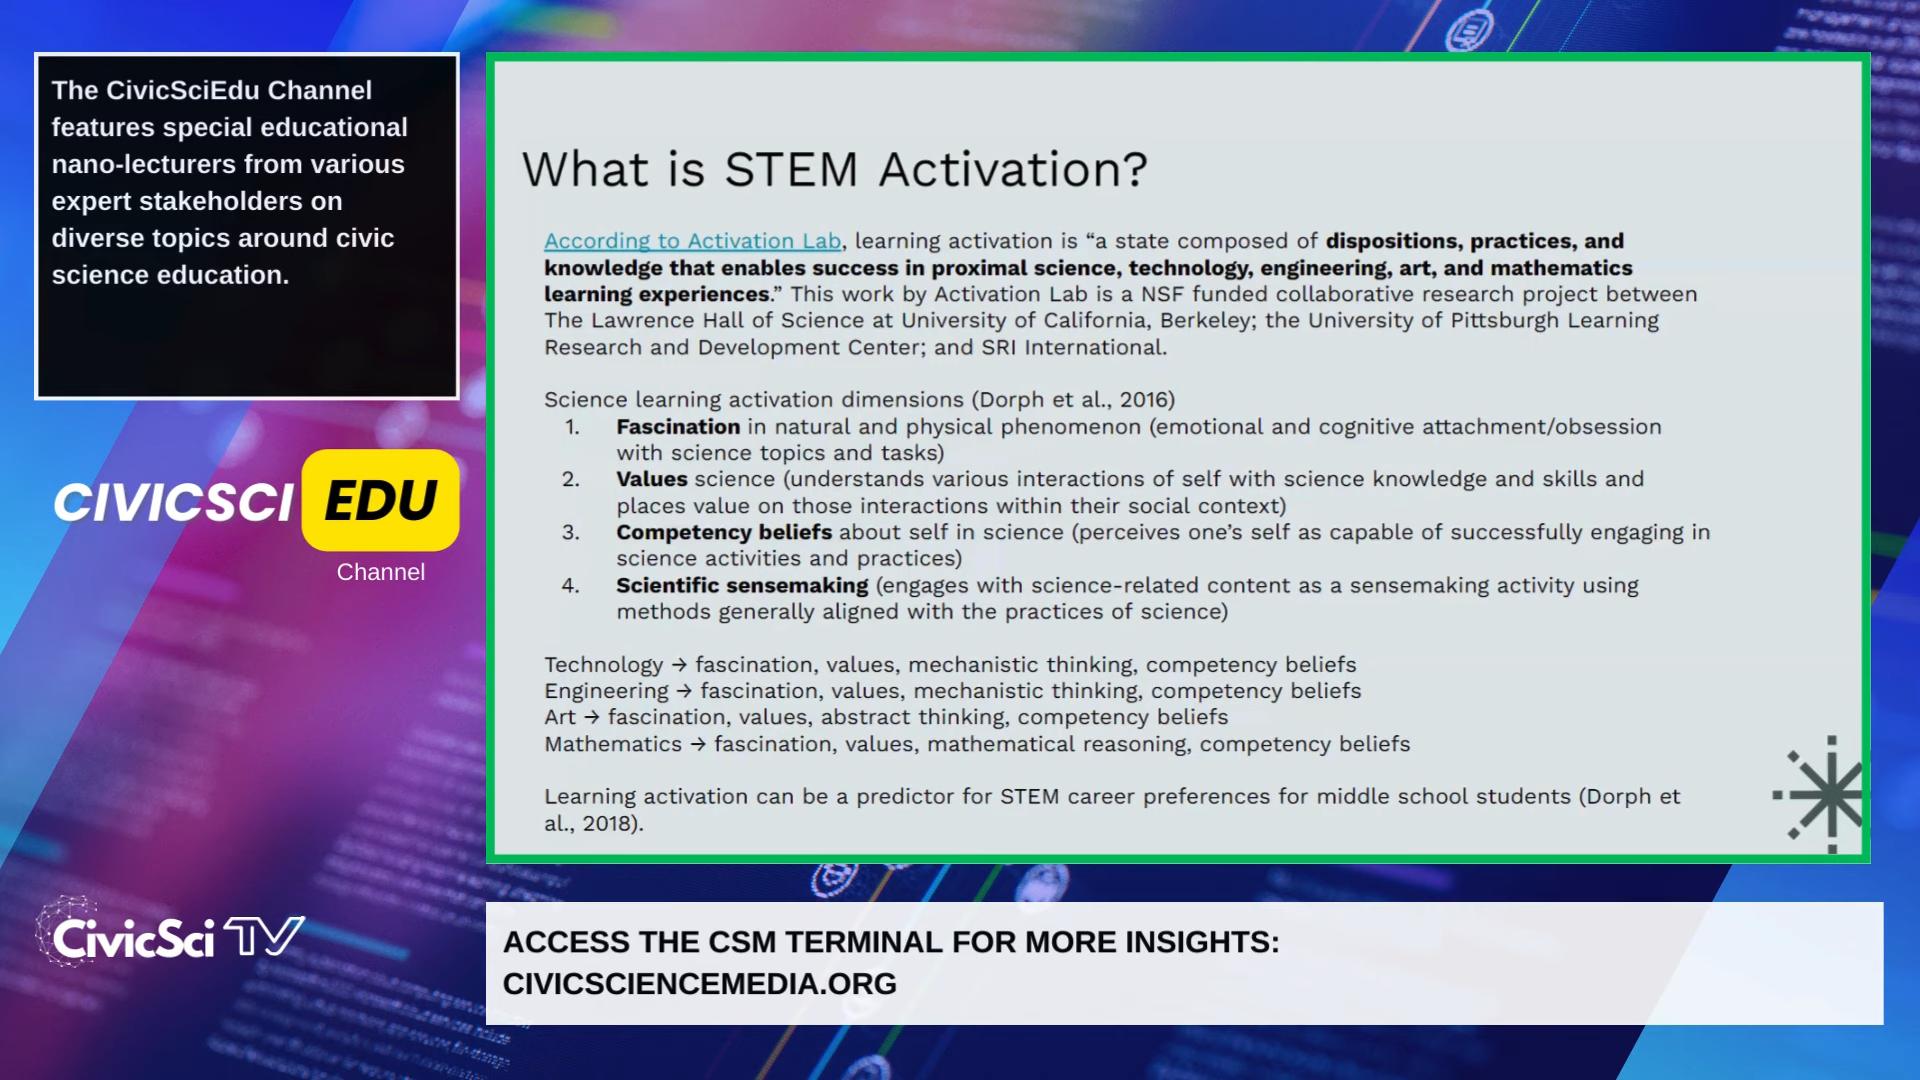 The CivicSciEdu Channel
features special educational
nano-lecturers from various
expert stakeholders on
diverse topics around civic
science education.
CIVICSCI EDU
Channel
CivicSci TV
What is STEM Activation?
According to Activation Lab, learning activation is “a state composed of dispositions, practices, and
knowledge that enables success in proximal science, technology, engineering, art, and mathematics
learning experiences.” This work by Activation Lab is a NSF funded collaborative research project between
The Lawrence Hall of Science at University of California, Berkeley; the University of Pittsburgh Learning
Research and Development Center; and SRI International.
Science learning activation dimensions (Dorph et al., 2016)
1. Fascination in natural and physical phenomenon (emotional and cognitive attachment/obsession
with science topics and tasks)
2. Values science (understands various interactions of self with science knowledge and skills and
places value on those interactions within their social context)
3. Competency beliefs about self in science (perceives one’s self as capable of successfully engaging in
science activities and practices)
4. Scientific sensemaking (engages with science-related content as a sensemaking activity using
methods generally aligned with the practices of science)
Technology → fascination, values, mechanistic thinking, competency beliefs
Engineering → fascination, values, mechanistic thinking, competency beliefs
Art → fascination, values, abstract thinking, competency beliefs
Mathematics → fascination, values, mathematical reasoning, competency beliefs
Learning activation can be a predictor for STEM career preferences for middle school students (Dorph et
al., 2018).
ACCESS THE CSM TERMINAL FOR MORE INSIGHTS:
CIVICSCIENCEMEDIA.ORG